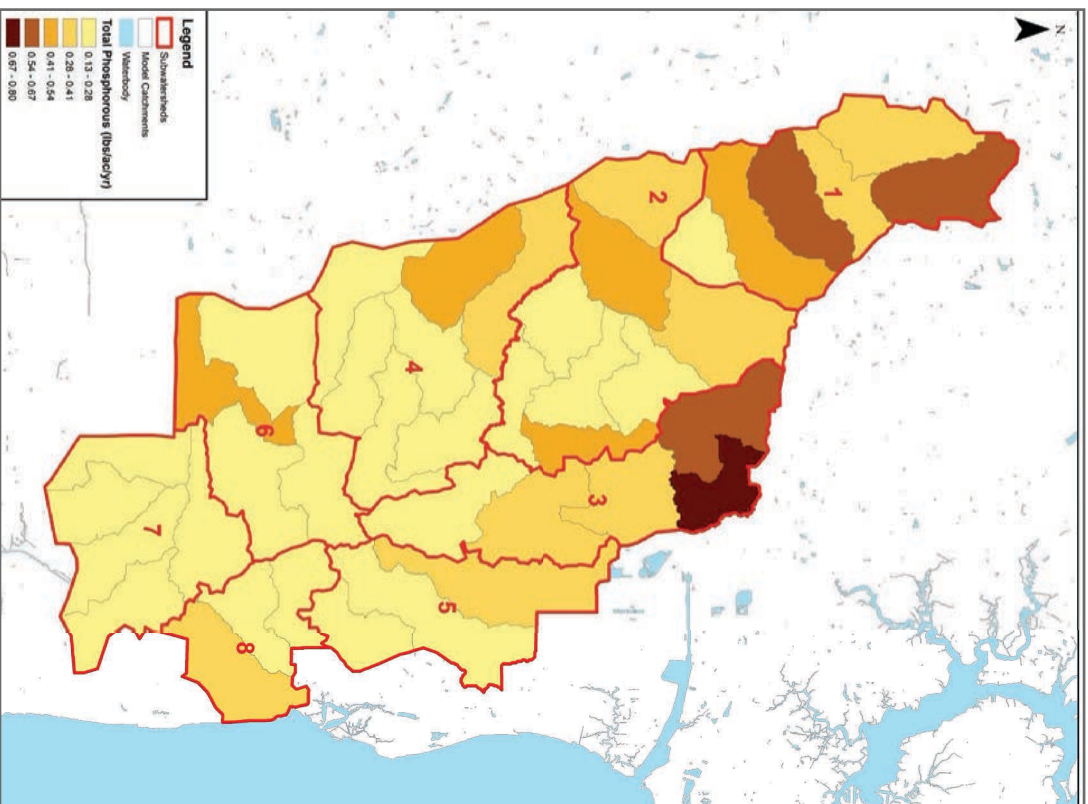 N
Legend
Subwatersheds
Model Catchments
Waterbody
Total Phosphorous (lbs/ac/yr)
0.13 - 0.28
0.28 - 0.41
0.41 - 0.54
0.54 - 0.67
0.67 - 0.80
1
2
3
4
5
6
7
8